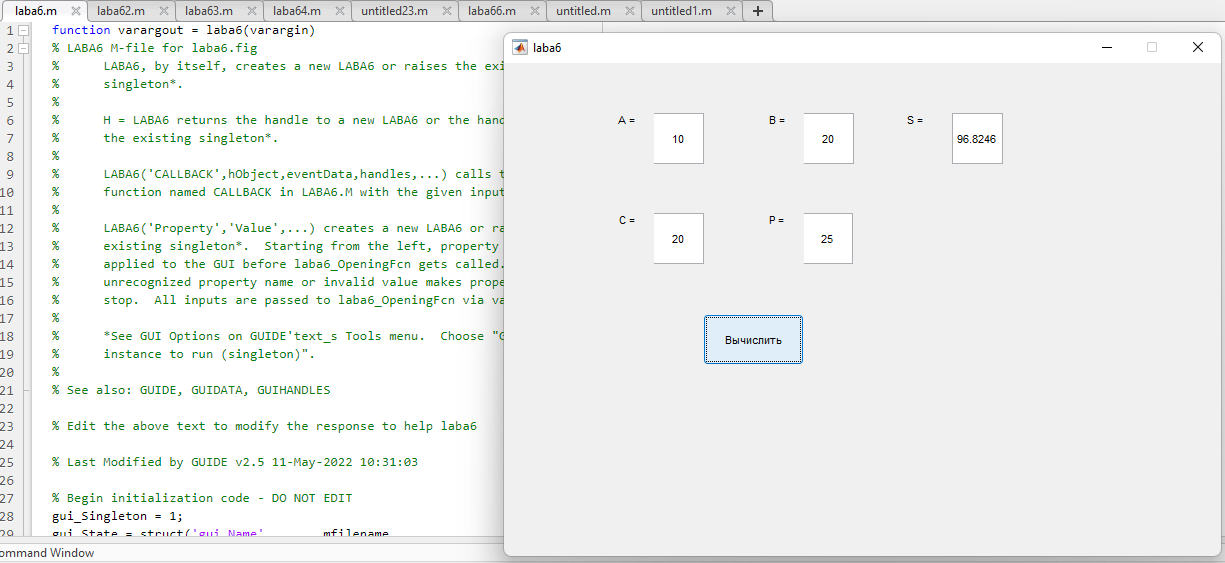 laba6.m laba62.m laba63.m laba64.m untitled23.m laba66.m untitled.m untitled1.m
1 function varargout = laba6(varargin)
2 % LABA6 M-file for laba6.fig
3 % LABA6, by itself, creates a new LABA6 or raises the
4 % singleton*.
5 %
6 % H = LABA6 returns the handle to a new LABA6 or the
7 % the existing singleton*.
8 %
9 % LABA6('CALLBACK',hObject,eventData,handles,...) calls
10 % function named CALLBACK in LABA6.M with the given
11 %
12 % LABA6('Property','Value',...) creates a new LABA6 or
13 % existing singleton*. Starting from the left, property
14 % applied to the GUI before laba6_OpeningFcn gets called.
15 % unrecognized property name or invalid value makes
16 % stop. All inputs are passed to laba6_OpeningFcn via
17 %
18 % *See GUI Options on GUIDE'text_s Tools menu. Choose
19 % instance to run (singleton)".
20 %
21 % See also: GUIDE, GUIDATA, GUIHANDLES
22
23 % Edit the above text to modify the response to help laba6
24
25 % Last Modified by GUIDE v2.5 11-May-2022 10:31:03
26
27 % Begin initialization code - DO NOT EDIT
28 gui_Singleton = 1;
29 gui_State = struct('gui_Name', mfilename
ommand Window
laba6
A = 10 B = 20 S = 96.8246
C = 20 P = 25
Вычислить